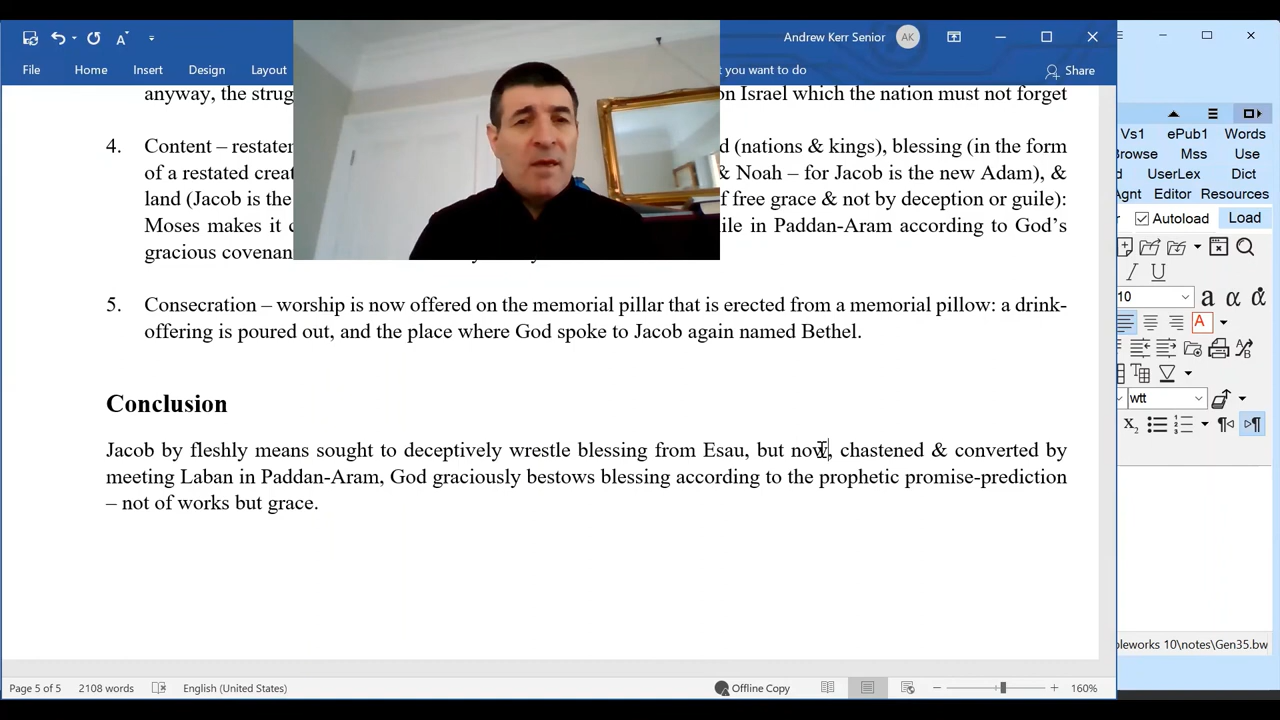 Andrew Kerr Senior AK
File Home Insert Design Layout t you want to do Share
anyway, the strug on Israel which the nation must not forget
4. Content – restaten d (nations & kings), blessing (in the form
of a restated creat & Noah – for Jacob is the new Adam), &
land (Jacob is the f free grace & not by deception or guile):
Moses makes it c ile in Paddan-Aram according to God’s
gracious covenan
5. Consecration – worship is now offered on the memorial pillar that is erected from a memorial pillow: a drink-
offering is poured out, and the place where God spoke to Jacob again named Bethel.
Conclusion
Jacob by fleshly means sought to deceptively wrestle blessing from Esau, but now, chastened & converted by
meeting Laban in Paddan-Aram, God graciously bestows blessing according to the prophetic promise-prediction
– not of works but grace.
Page 5 of 5 2108 words English (United States) Offline Copy 160%
Vs1 ePub1 Words
Browse Mss Use
UserLex Dict
Agnt Editor Resources
Autoload Load
10 a ά α
A
wtt
X2
bleworks 10\notes\Gen35.bw